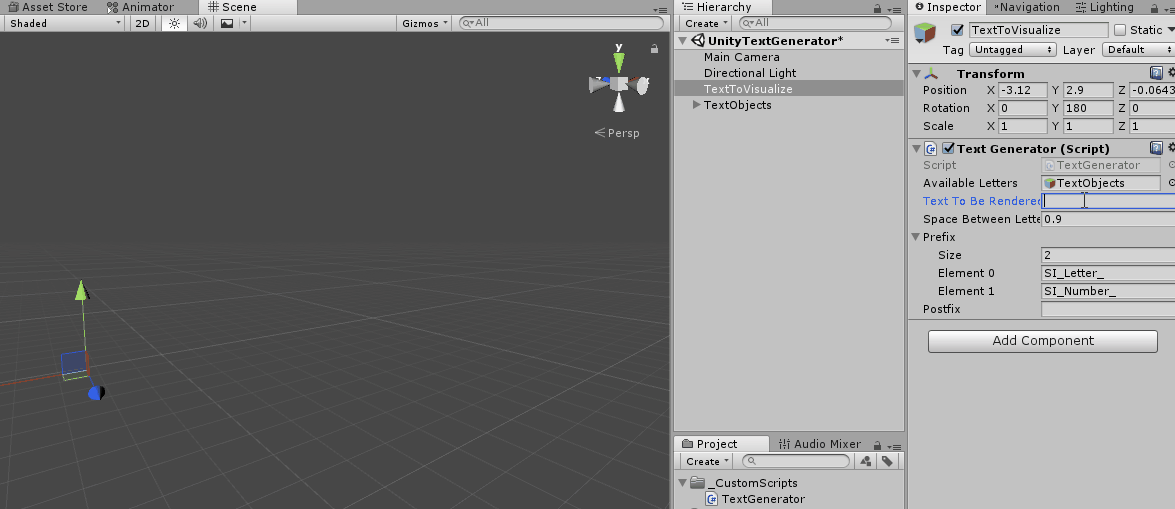 Asset Store Animator Scene
Shaded 2D Gizmos All
y
Persp
Hierarchy
Create All
UnityTextGenerator*
Main Camera
Directional Light
TextToVisualize
TextObjects
Project Audio Mixer
Create
_CustomScripts
TextGenerator
Inspector Navigation Lighting
TextToVisualize Static
Tag Untagged Layer Default
Transform
Position X -3.12 Y 2.9 Z -0.0643
Rotation X 0 Y 180 Z 0
Scale X 1 Y 1 Z 1
Text Generator (Script)
Script TextGenerator
Available Letters TextObjects
Text To Be Rendered
Space Between Lette 0.9
Prefix
Size 2
Element 0 SI_Letter_
Element 1 SI_Number_
Postfix
Add Component